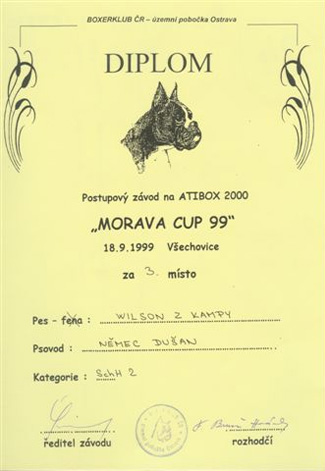 BOXERKLUB ČR – územní pobočka Ostrava
DIPLOM
Postupový závod na ATIBOX 2000
„MORAVA CUP 99“
18.9.1999 Všechovice
za 3. místo
Pes - fena : WILSON Z KAMPY
Psovod : NĚMEC DUŠAN
Kategorie : SchH 2
ředitel závodu
rozhodčí